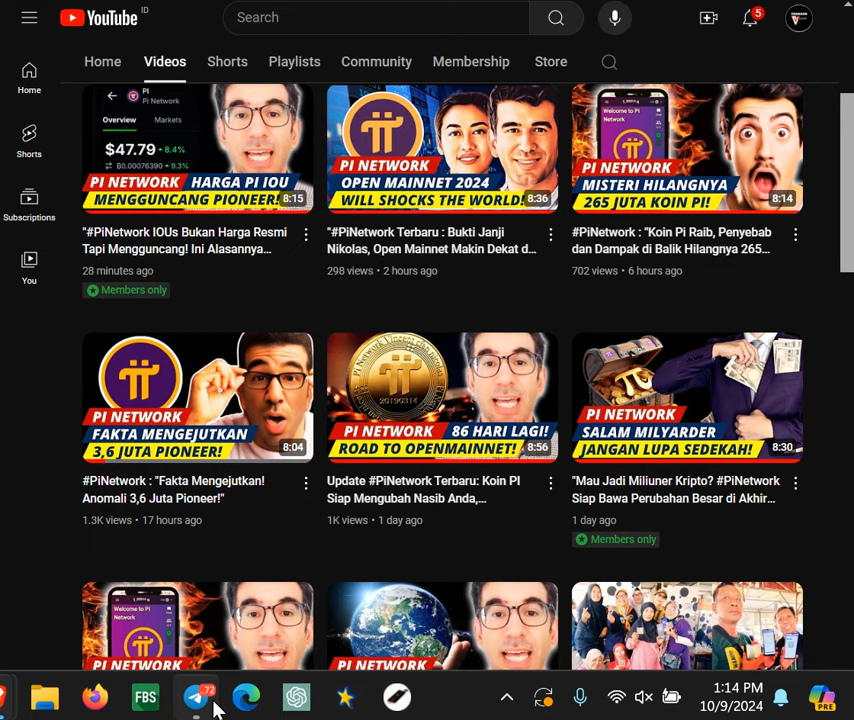 YouTube ID
Search
5
Home
Videos
Shorts
Playlists
Community
Membership
Store
Home
Shorts
Subscriptions
You
PI
Pi Network
Overview Markets
$47.79 8.4%
₿0.00076390 9.3%
PI NETWORK HARGA PI IOU
MENGGUNCANG PIONEER!
8:15
"#PiNetwork IOUs Bukan Harga Resmi
Tapi Mengguncang! Ini Alasannya...
28 minutes ago
Members only
PI NETWORK
OPEN MAINNET 2024
WILL SHOCKS THE WORLD!
8:36
"#PiNetwork Terbaru : Bukti Janji
Nikolas, Open Mainnet Makin Dekat d...
298 views • 2 hours ago
Welcome to Pi
Network
PI NETWORK
MISTERI HILANGNYA
265 JUTA KOIN PI!
8:14
#PiNetwork : "Koin Pi Raib, Penyebab
dan Dampak di Balik Hilangnya 265...
702 views • 6 hours ago
PI NETWORK
FAKTA MENGEJUTKAN
3,6 JUTA PIONEER!
8:04
#PiNetwork : "Fakta Mengejutkan!
Anomali 3,6 Juta Pioneer!"
1.3K views • 17 hours ago
20190314
PI NETWORK 86 HARI LAGI!
ROAD TO OPENMAINNET!
8:56
Update #PiNetwork Terbaru: Koin PI
Siap Mengubah Nasib Anda,...
1K views • 1 day ago
PI NETWORK
SALAM MILYARDER
JANGAN LUPA SEDEKAH!
8:30
"Mau Jadi Miliuner Kripto? #PiNetwork
Siap Bawa Perubahan Besar di Akhir...
1 day ago
Members only
Welcome to Pi
Network
PI NETWORK
PI NETWORK
FBS
72
1:14 PM
10/9/2024
PRE